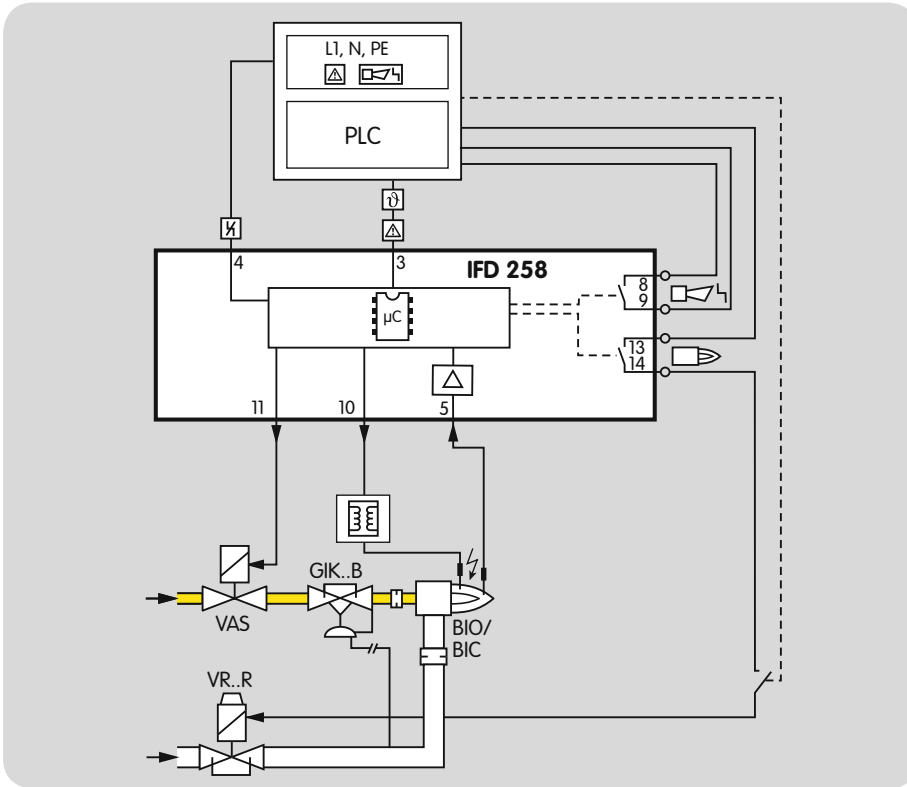 L1, N, PE
PLC
4
3
IFD 258
8
9
µC
13
14
11
10
5
GIK..B
VAS
BIO/
BIC
VR..R